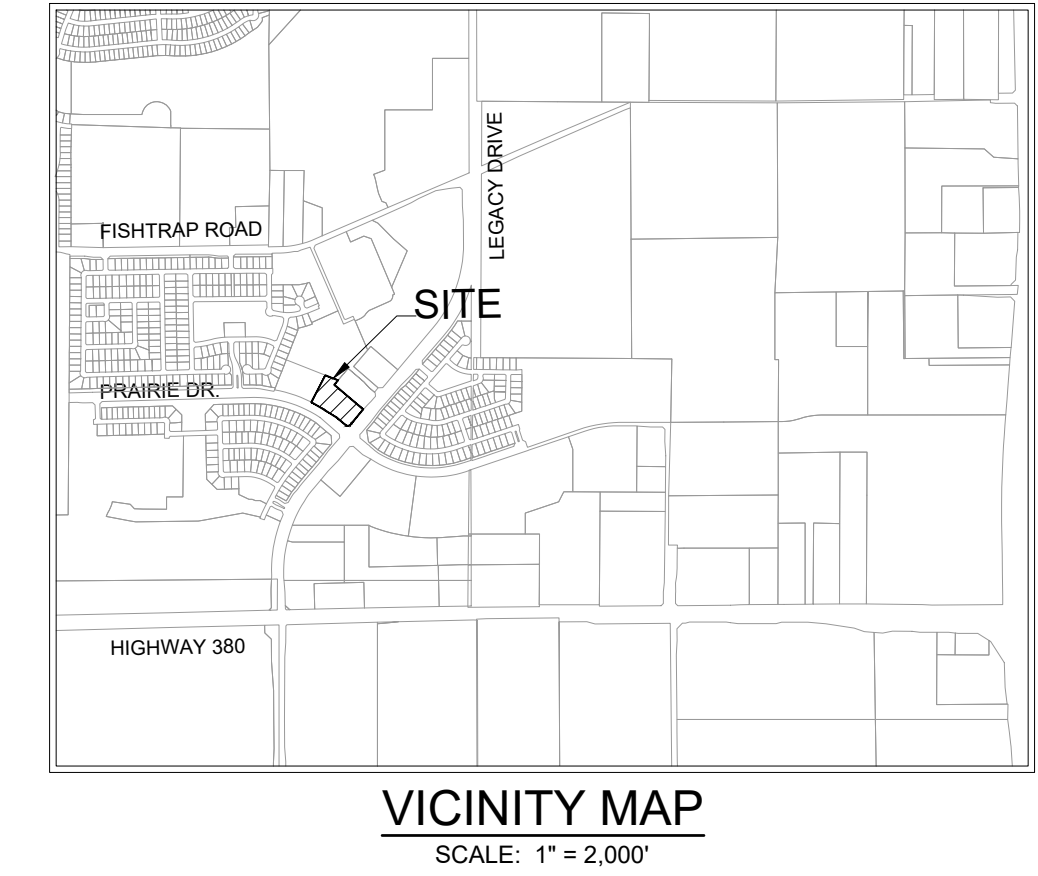 LEGACY DRIVE
FISHTRAP ROAD
SITE
PRAIRIE DR.
HIGHWAY 380
VICINITY MAP
SCALE: 1" = 2,000'